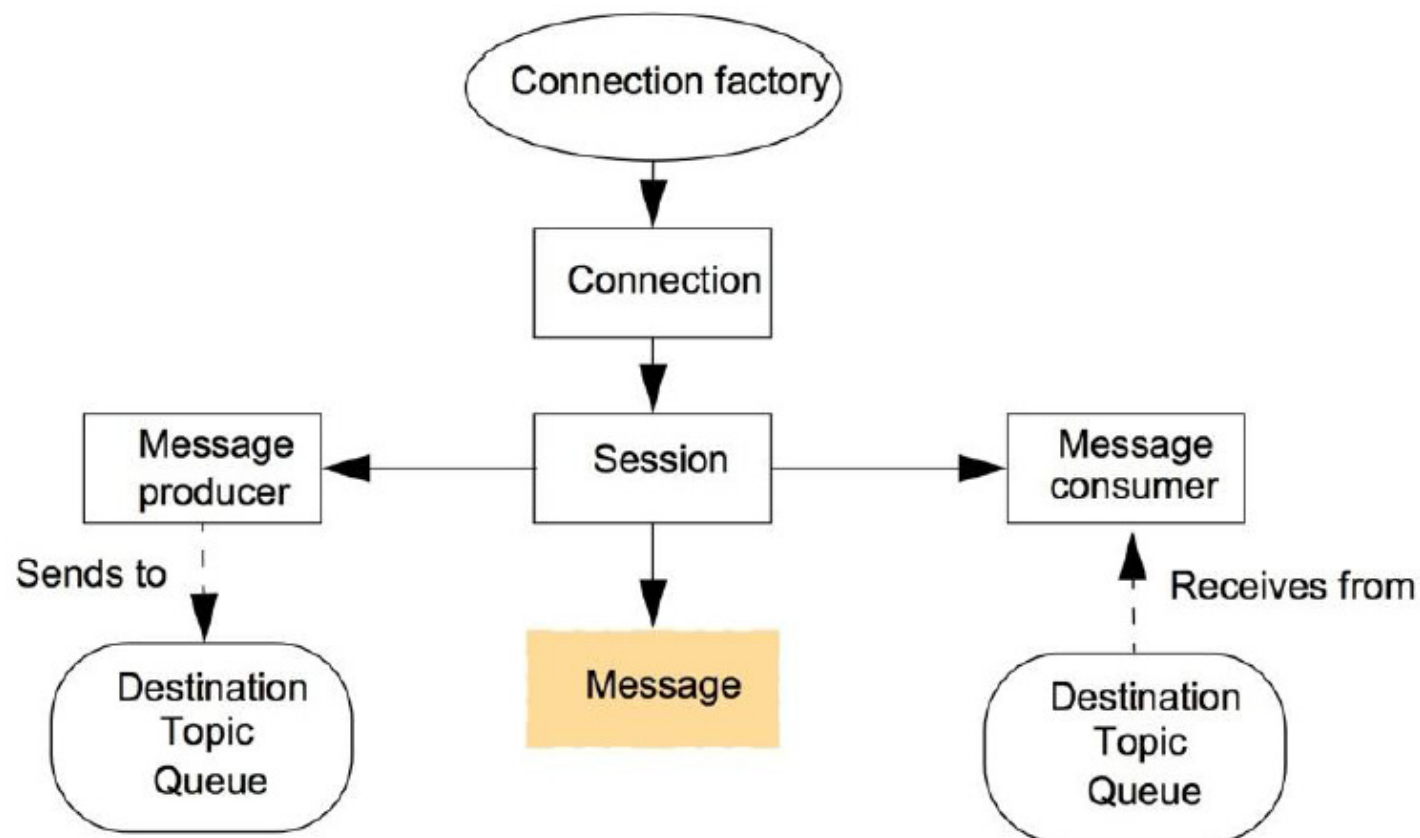 Connection factory
Connection
Message
producer
Session
Message
consumer
Sends to
Receives from
Destination
Topic
Queue
Message
Destination
Topic
Queue